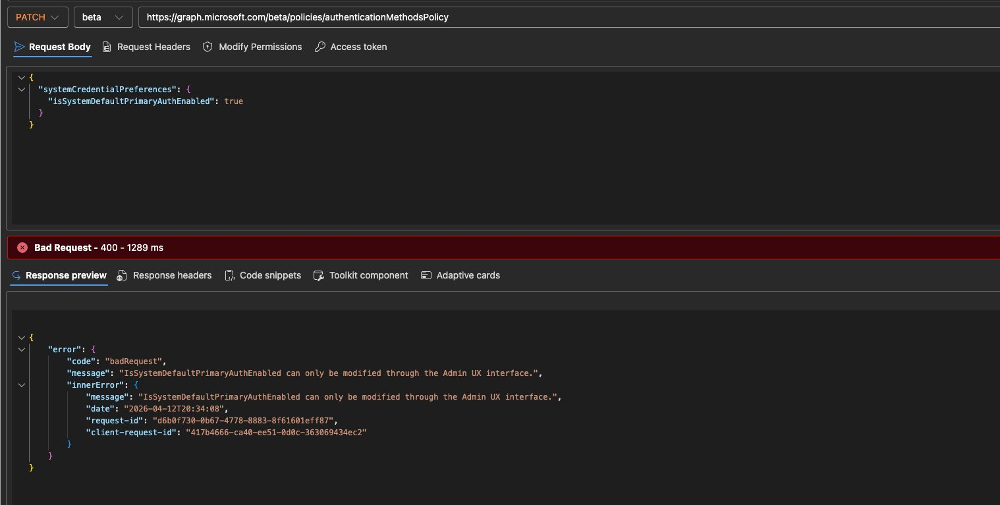 PATCH beta https://graph.microsoft.com/beta/policies/authenticationMethodsPolicy
Request Body Request Headers Modify Permissions Access token
{
"systemCredentialPreferences": {
"isSystemDefaultPrimaryAuthEnabled": true
}
}
Bad Request - 400 - 1289 ms
Response preview Response headers Code snippets Toolkit component Adaptive cards
{
"error": {
"code": "badRequest",
"message": "IsSystemDefaultPrimaryAuthEnabled can only be modified through the Admin UX interface.",
"innerError": {
"message": "IsSystemDefaultPrimaryAuthEnabled can only be modified through the Admin UX interface.",
"date": "2026-04-12T20:34:08",
"request-id": "d6b0f730-0b67-4778-8883-8f61601eff87",
"client-request-id": "417b4666-ca40-ee51-0d0c-363069434ec2"
}
}
}